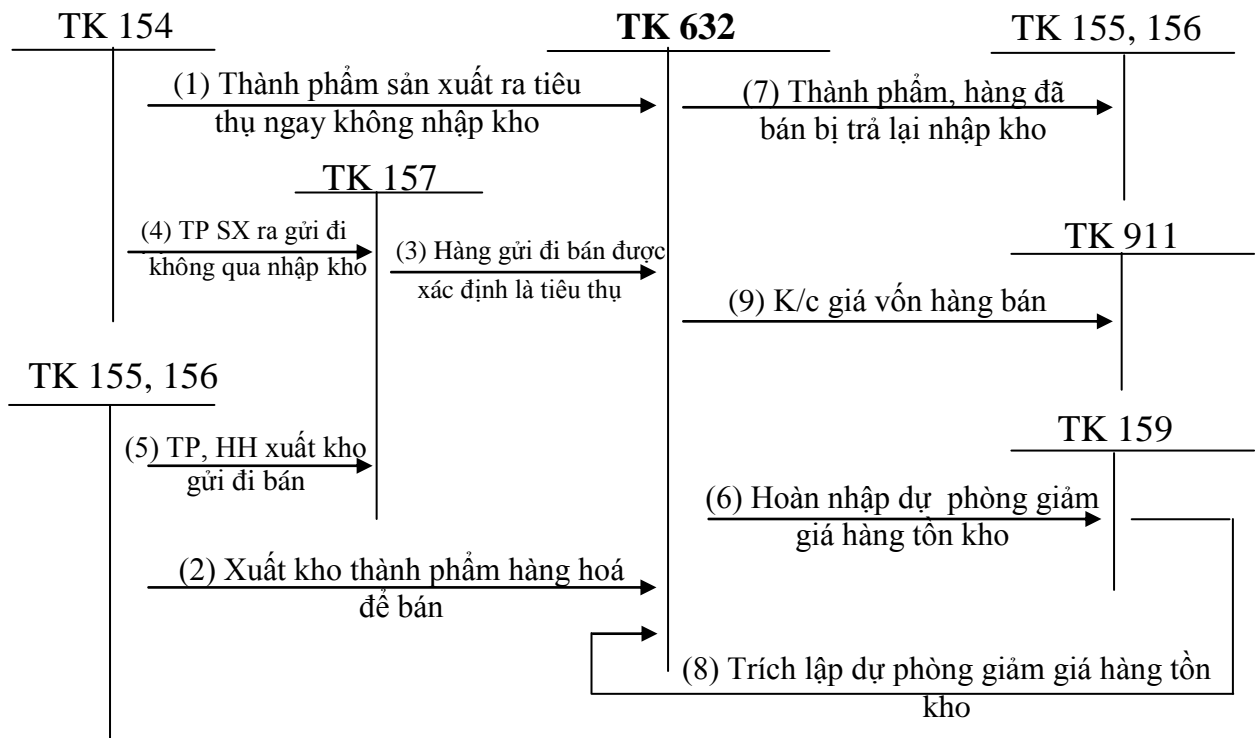 TK 154
TK 632
TK 155, 156
(1) Thành phẩm sản xuất ra tiêu
thụ ngay không nhập kho
(7) Thành phẩm, hàng đã
bán bị trả lại nhập kho
TK 157
(4) TP SX ra gửi đi
không qua nhập kho
(3) Hàng gửi đi bán được
xác định là tiêu thụ
TK 911
(9) K/c giá vốn hàng bán
TK 155, 156
(5) TP, HH xuất kho
gửi đi bán
TK 159
(6) Hoàn nhập dự phòng giảm
giá hàng tồn kho
(2) Xuất kho thành phẩm hàng hoá
để bán
(8) Trích lập dự phòng giảm giá hàng tồn
kho